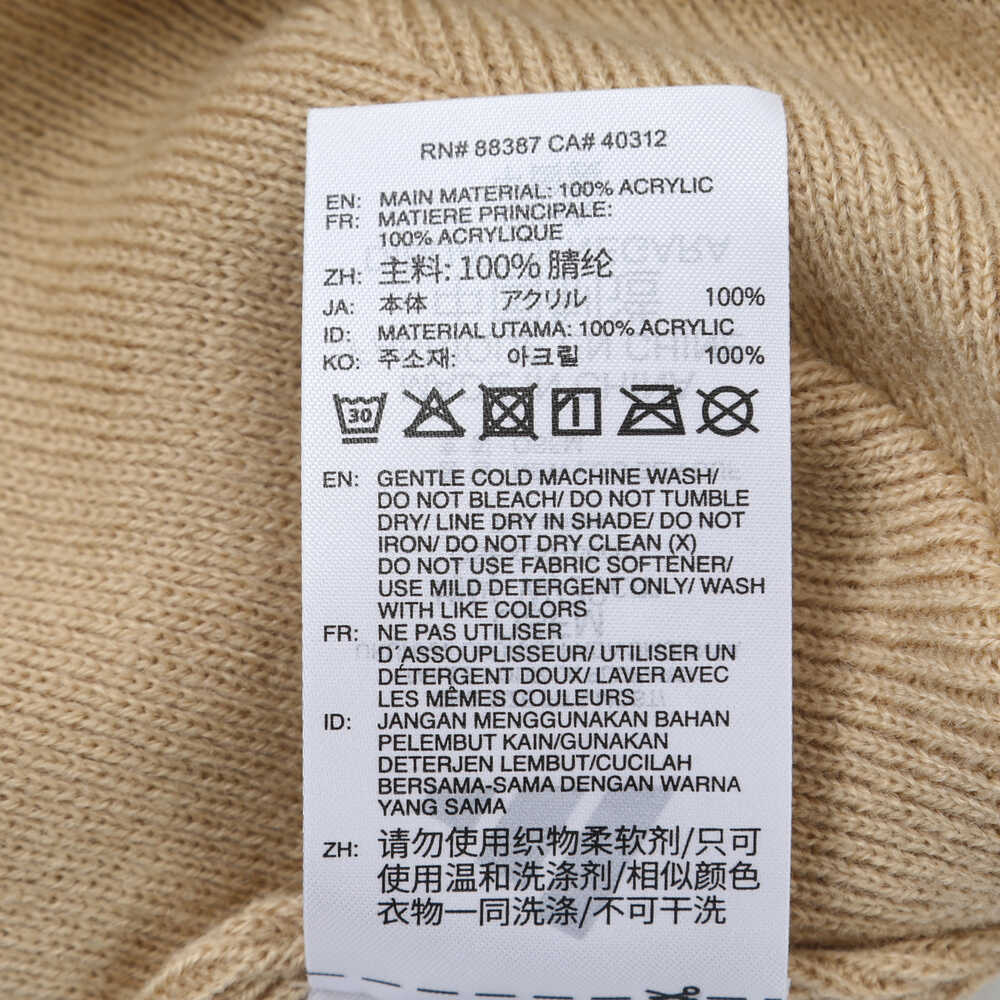 RN# 88387 CA# 40312
EN: MAIN MATERIAL: 100% ACRYLIC
FR: MATIERE PRINCIPALE:
100% ACRYLIQUE
ZH: 主料: 100% 腈纶
JA: 本体 アクリル 100%
ID: MATERIAL UTAMA: 100% ACRYLIC
KO: 주소재: 아크릴 100%
30
EN: GENTLE COLD MACHINE WASH/
DO NOT BLEACH/ DO NOT TUMBLE
DRY/ LINE DRY IN SHADE/ DO NOT
IRON/ DO NOT DRY CLEAN (X)
DO NOT USE FABRIC SOFTENER/
USE MILD DETERGENT ONLY/ WASH
WITH LIKE COLORS
FR: NE PAS UTILISER
D'ASSOUPLISSEUR/ UTILISER UN
DÉTERGENT DOUX/ LAVER AVEC
LES MÊMES COULEURS
ID: JANGAN MENGGUNAKAN BAHAN
PELEMBUT KAIN/GUNAKAN
DETERJEN LEMBUT/CUCILAH
BERSAMA-SAMA DENGAN WARNA
YANG SAMA
ZH: 请勿使用织物柔软剂/只可
使用温和洗涤剂/相似颜色
衣物一同洗涤/不可干洗